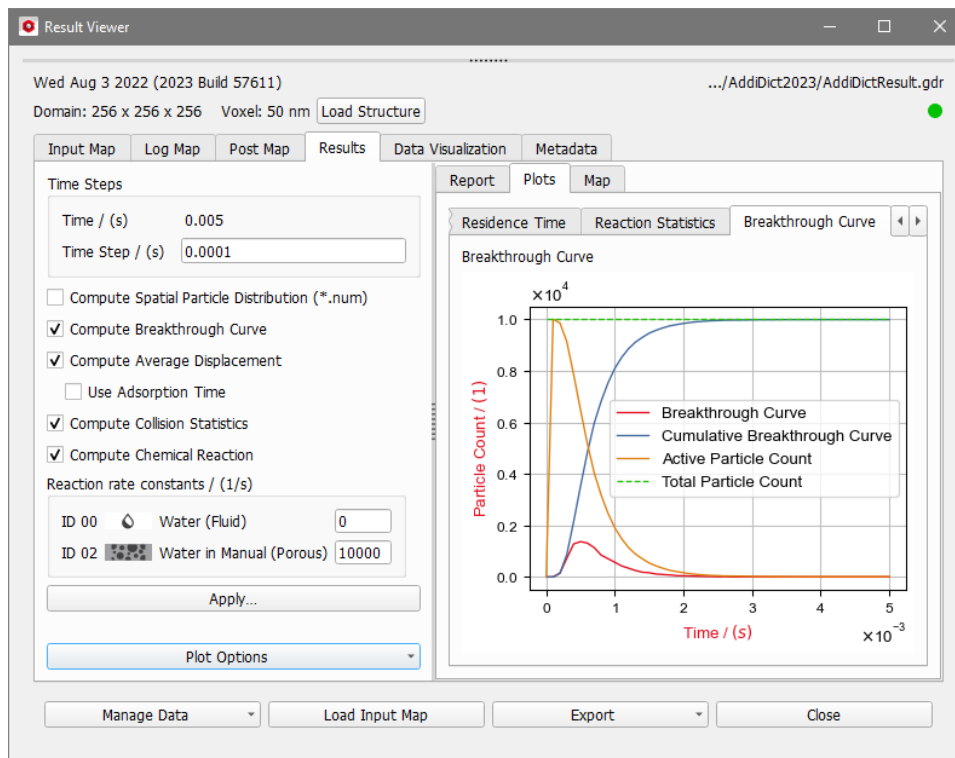 Result Viewer
Wed Aug 3 2022 (2023 Build 57611)
.../AddiDict2023/AddiDictResult.gdr
Domain: 256 x 256 x 256 Voxel: 50 nm Load Structure
Input Map Log Map Post Map Results Data Visualization Metadata
Time Steps
Time / (s) 0.005
Time Step / (s) 0.0001
Compute Spatial Particle Distribution (*.num)
Compute Breakthrough Curve
Compute Average Displacement
Use Adsorption Time
Compute Collision Statistics
Compute Chemical Reaction
Reaction rate constants / (1/s)
ID 00 Water (Fluid) 0
ID 02 Water in Manual (Porous) 10000
Apply...
Plot Options
Report Plots Map
Residence Time Reaction Statistics Breakthrough Curve
Breakthrough Curve
×10⁴
1.0
0.8
0.6
0.4
0.2
0.0
Particle Count / (1)
Breakthrough Curve
Cumulative Breakthrough Curve
Active Particle Count
Total Particle Count
0 1 2 3 4 5
Time / (s)
×10⁻³
Manage Data Load Input Map Export Close